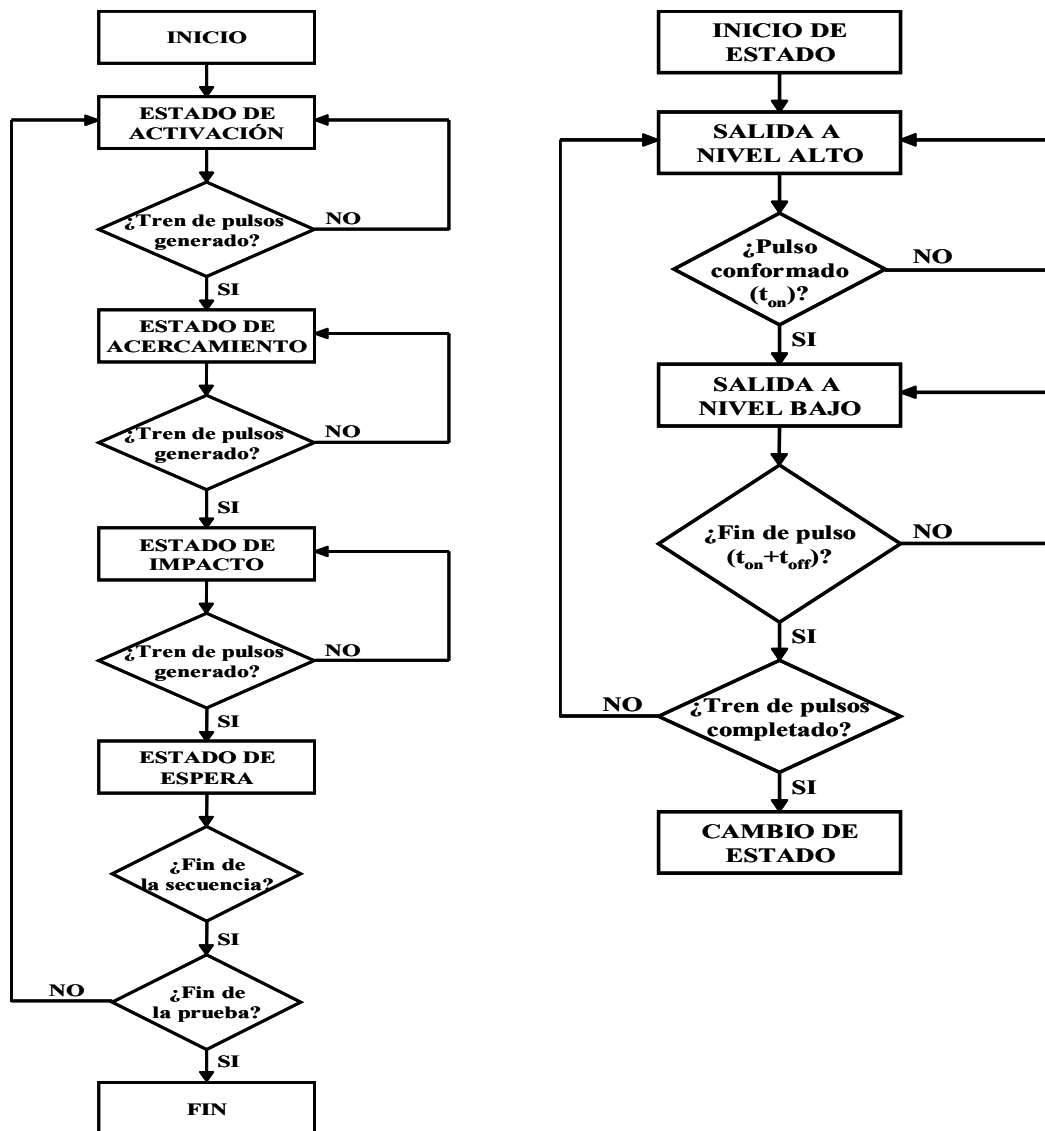 INICIO
ESTADO DE
ACTIVACIÓN
¿Tren de pulsos
generado?
NO
SI
ESTADO DE
ACERCAMIENTO
¿Tren de pulsos
generado?
NO
SI
ESTADO DE
IMPACTO
¿Tren de pulsos
generado?
NO
SI
ESTADO DE
ESPERA
¿Fin de
la secuencia?
SI
¿Fin de
la prueba?
NO
SI
FIN
INICIO DE
ESTADO
SALIDA A
NIVEL ALTO
¿Pulso
conformado
(ton)?
NO
SI
SALIDA A
NIVEL BAJO
¿Fin de pulso
(ton+toff)?
NO
SI
¿Tren de pulsos
completado?
NO
SI
CAMBIO DE
ESTADO